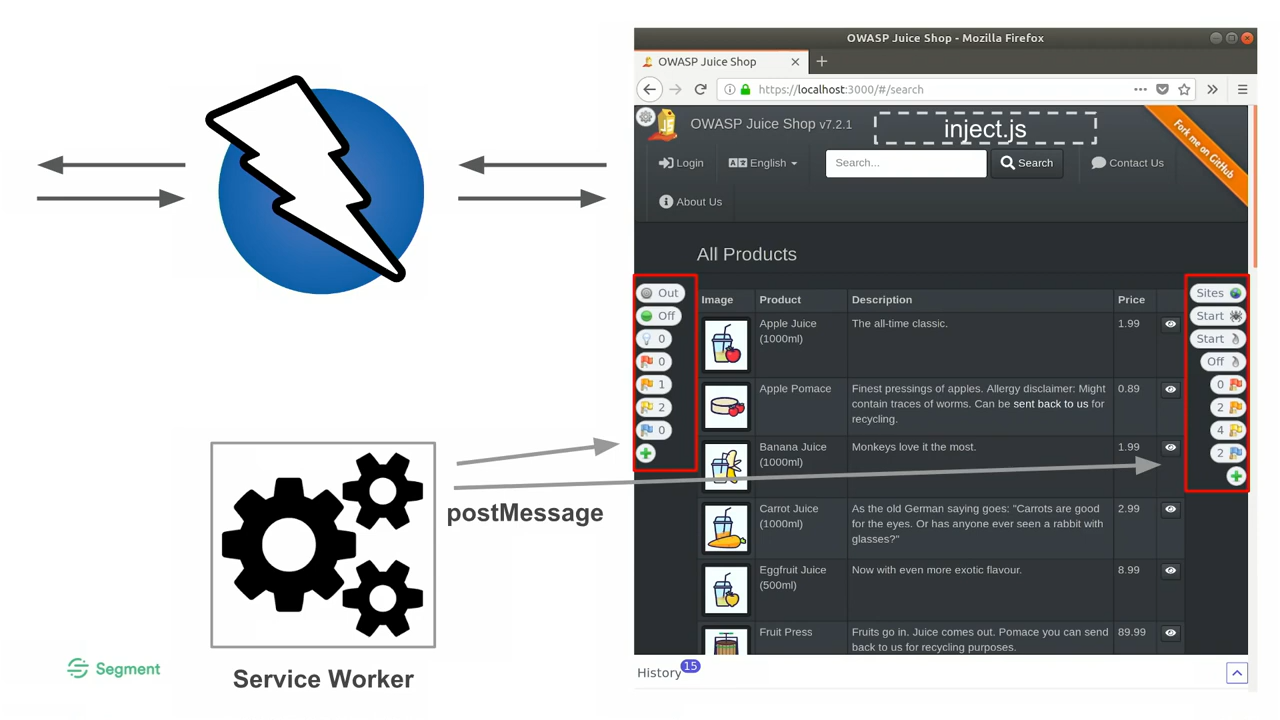 OWASP Juice Shop - Mozilla Firefox
OWASP Juice Shop
https://localhost:3000/#/search
OWASP Juice Shop v7.2.1
inject.js
Fork me on GitHub
Login
English
Search...
Search
Contact Us
About Us
All Products
Image Product Description Price
Apple Juice
(1000ml)
The all-time classic.
1.99
Apple Pomace
Finest pressings of apples. Allergy disclaimer: Might
contain traces of worms. Can be sent back to us for
recycling.
0.89
Banana Juice
(1000ml)
Monkeys love it the most.
1.99
Carrot Juice
(1000ml)
As the old German saying goes: "Carrots are good
for the eyes. Or has anyone ever seen a rabbit with
glasses?"
2.99
Eggfruit Juice
(500ml)
Now with even more exotic flavour.
8.99
Fruit Press
Fruits go in. Juice comes out. Pomace you can send
back to us for recycling purposes.
89.99
Out
Off
0
0
1
2
0
Sites
Start
Start
Off
0
2
4
2
History 15
postMessage
Service Worker
Segment